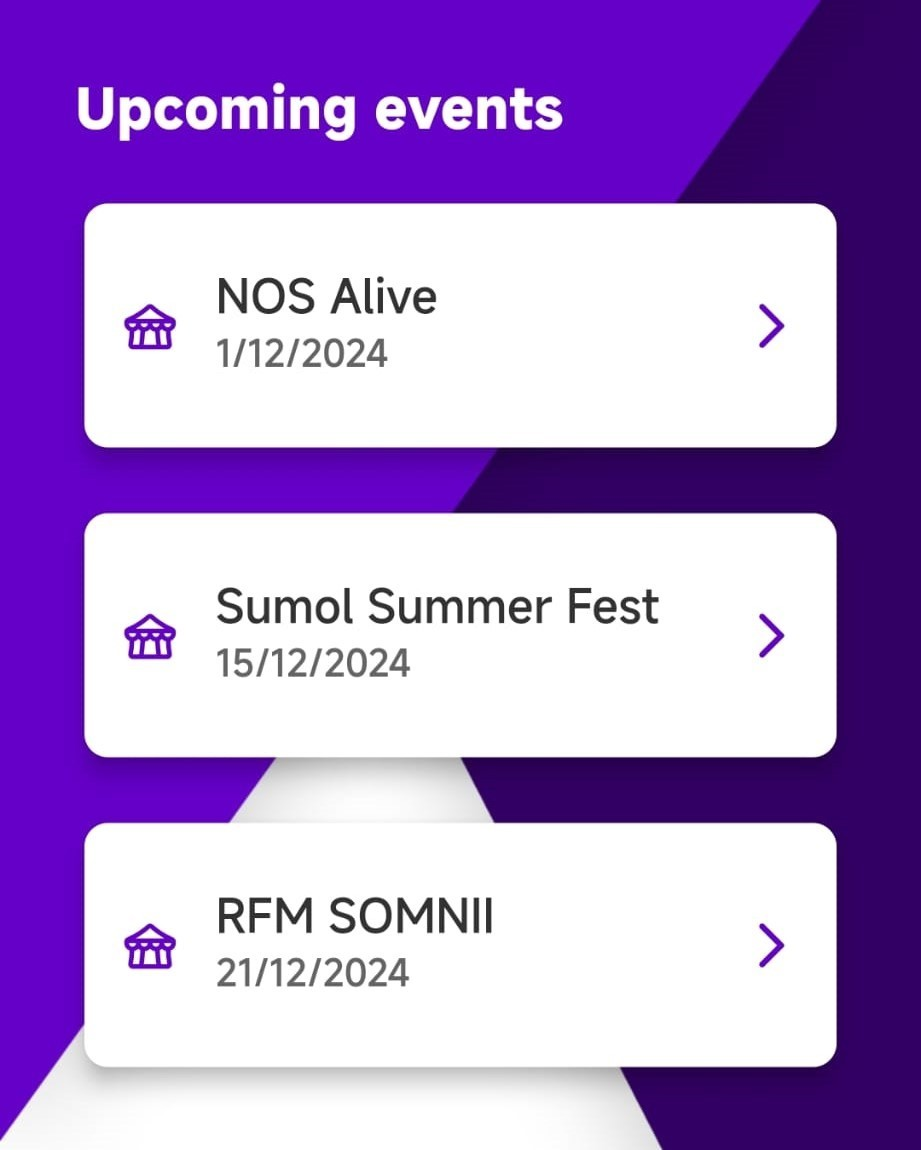 Upcoming events
NOS Alive
1/12/2024
Sumol Summer Fest
15/12/2024
RFM SOMNII
21/12/2024